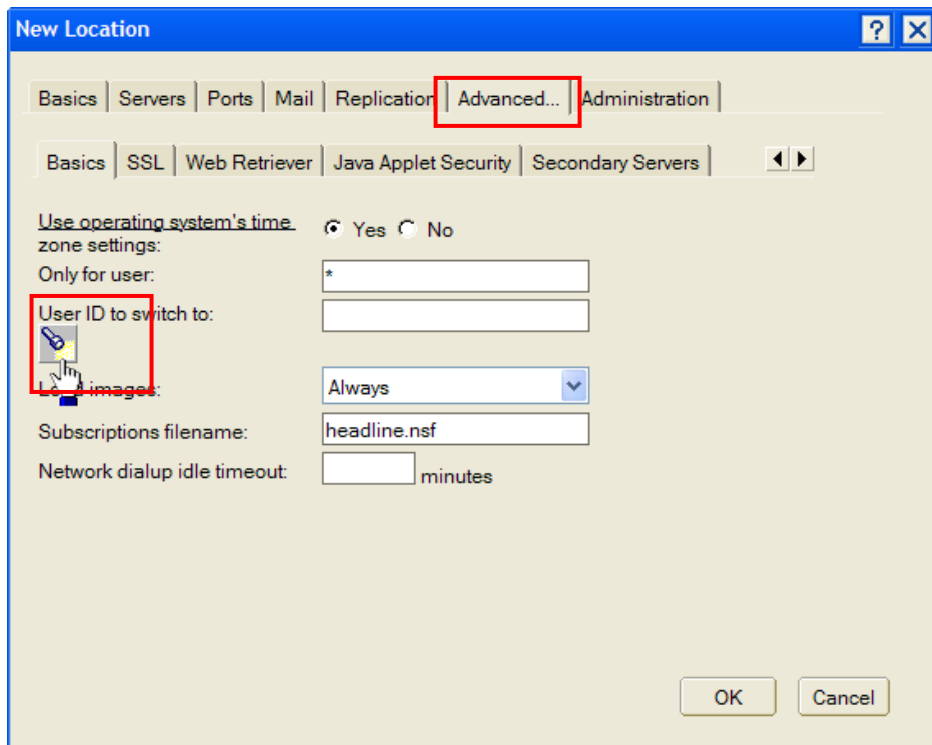 New Location
Basics Servers Ports Mail Replication Advanced... Administration
Basics SSL Web Retriever Java Applet Security Secondary Servers
Use operating system's time
zone settings:
Yes No
Only for user: *
User ID to switch to:
images: Always
Subscriptions filename: headline.nsf
Network dialup idle timeout: minutes
OK Cancel